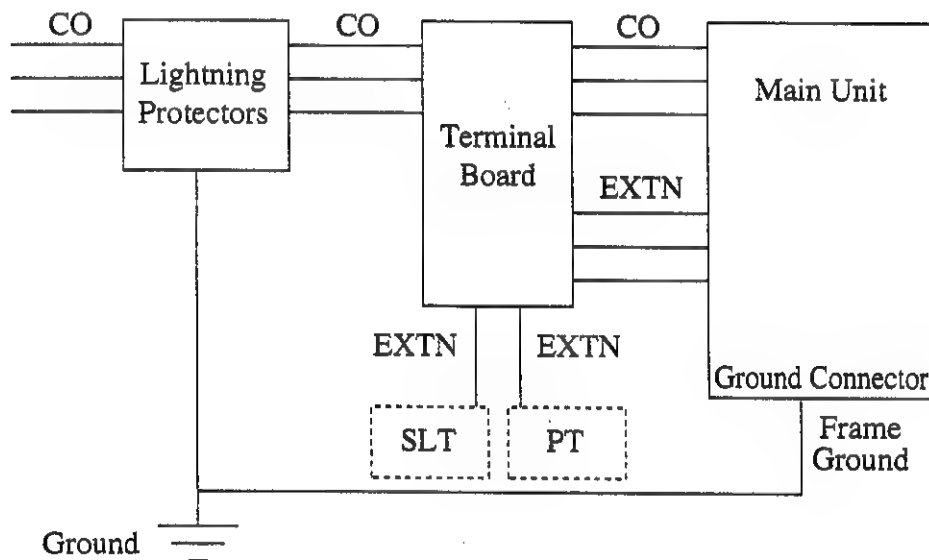 CO
CO
CO
Lightning
Protectors
Main Unit
Terminal
Board
EXTN
EXTN
EXTN
Ground Connector
SLT
PT
Frame
Ground
Ground